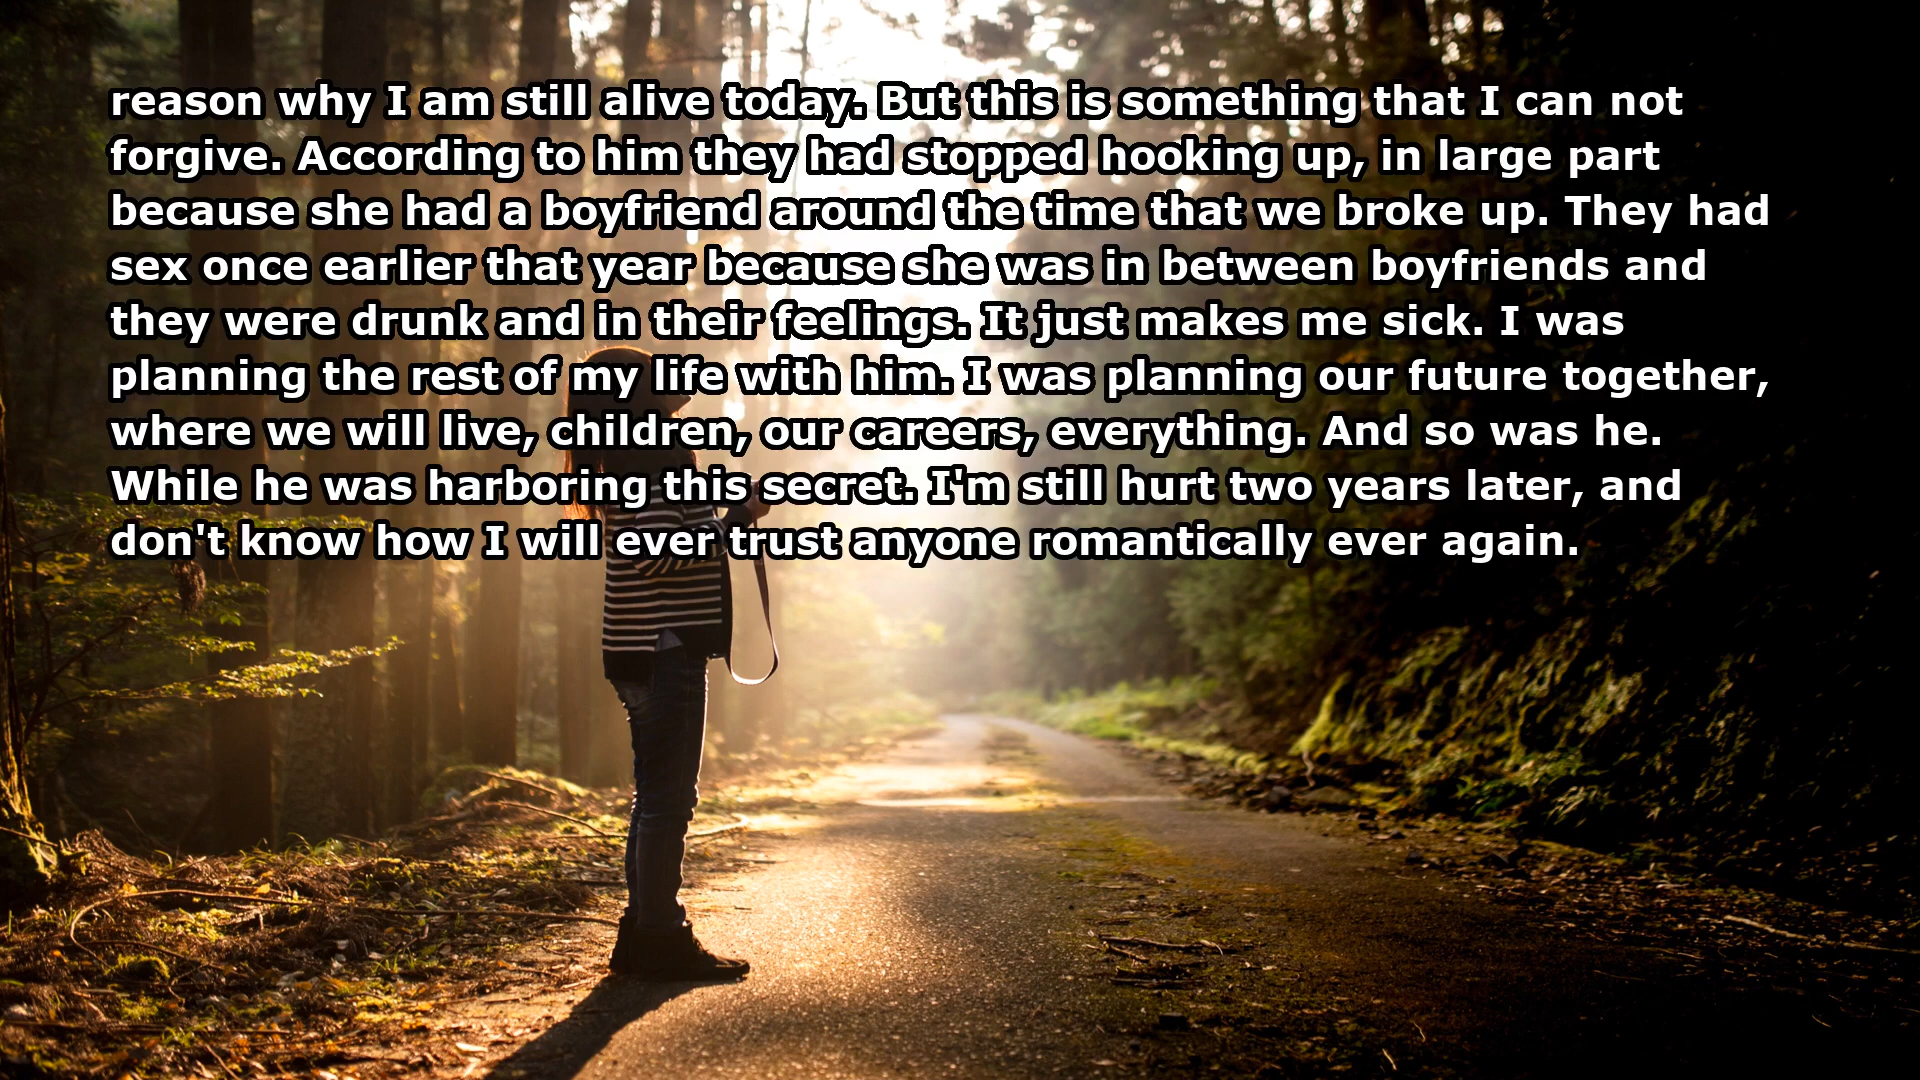 reason why I am still alive today. But this is something that I can not
forgive. According to him they had stopped hooking up, in large part
because she had a boyfriend around the time that we broke up. They had
sex once earlier that year because she was in between boyfriends and
they were drunk and in their feelings. It just makes me sick. I was
planning the rest of my life with him. I was planning our future together,
where we will live, children, our careers, everything. And so was he.
While he was harboring this secret. I'm still hurt two years later, and
don't know how I will ever trust anyone romantically ever again.